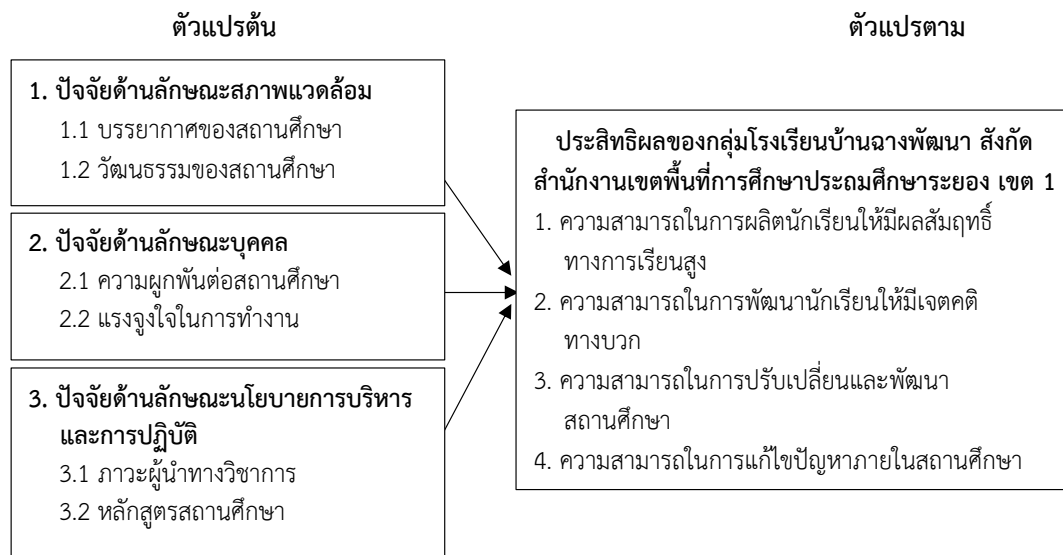 ตัวแปรต้น
ตัวแปรตาม
1. ปัจจัยด้านลักษณะสภาพแวดล้อม
1.1 บรรยากาศของสถานศึกษา
1.2 วัฒนธรรมของสถานศึกษา
2. ปัจจัยด้านลักษณะบุคคล
2.1 ความผูกพันต่อสถานศึกษา
2.2 แรงจูงใจในการทำงาน
3. ปัจจัยด้านลักษณะนโยบายการบริหาร
และการปฏิบัติ
3.1 ภาวะผู้นำทางวิชาการ
3.2 หลักสูตรสถานศึกษา
ประสิทธิผลของกลุ่มโรงเรียนบ้านฉางพัฒนา สังกัด
สำนักงานเขตพื้นที่การศึกษาประถมศึกษาระยอง เขต 1
1. ความสามารถในการผลิตนักเรียนให้มีผลสัมฤทธิ์
ทางการเรียนสูง
2. ความสามารถในการพัฒนานักเรียนให้มีเจตคติ
ทางบวก
3. ความสามารถในการปรับเปลี่ยนและพัฒนา
สถานศึกษา
4. ความสามารถในการแก้ไขปัญหาภายในสถานศึกษา